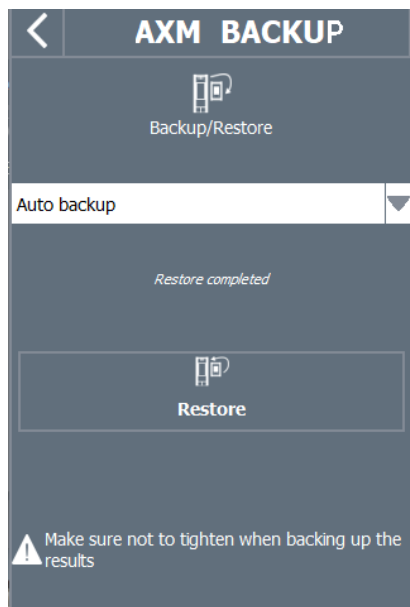 AXM BACKUP
Backup/Restore
Auto backup
Restore completed
Restore
Make sure not to tighten when backing up the
results